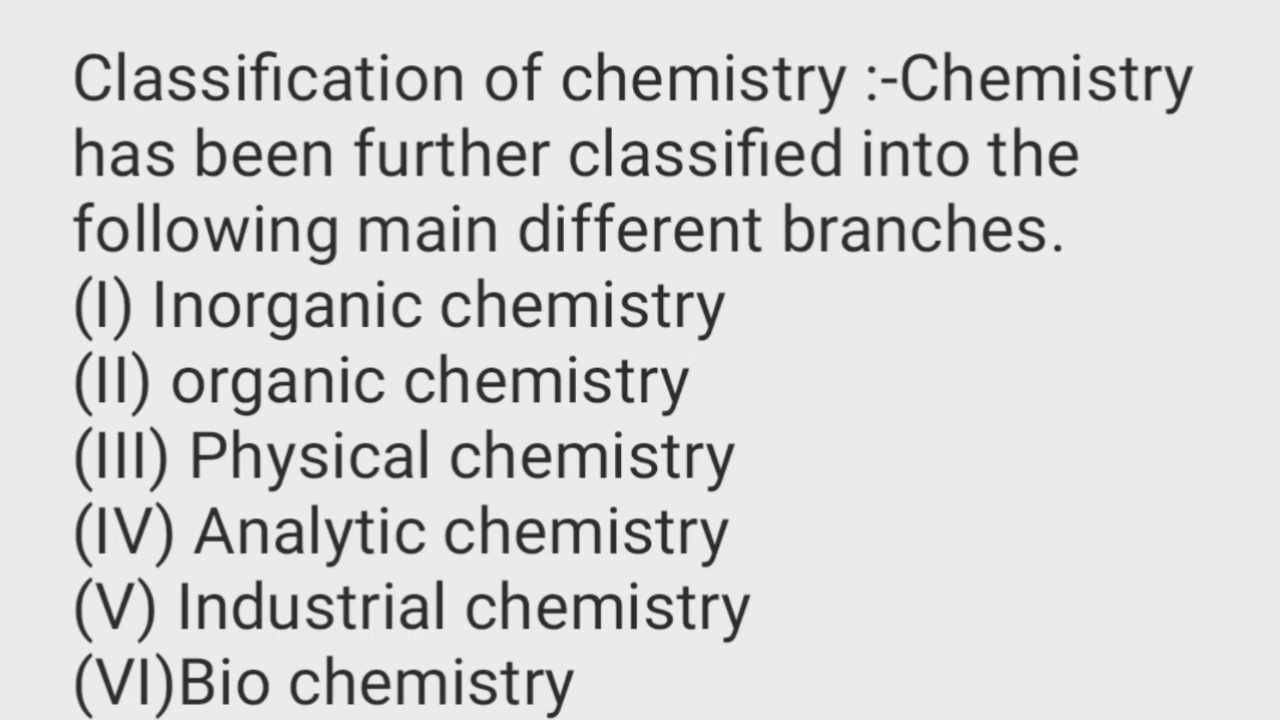 Classification of chemistry :-Chemistry
has been further classified into the
following main different branches.
(I) Inorganic chemistry
(II) organic chemistry
(III) Physical chemistry
(IV) Analytic chemistry
(V) Industrial chemistry
(VI)Bio chemistry